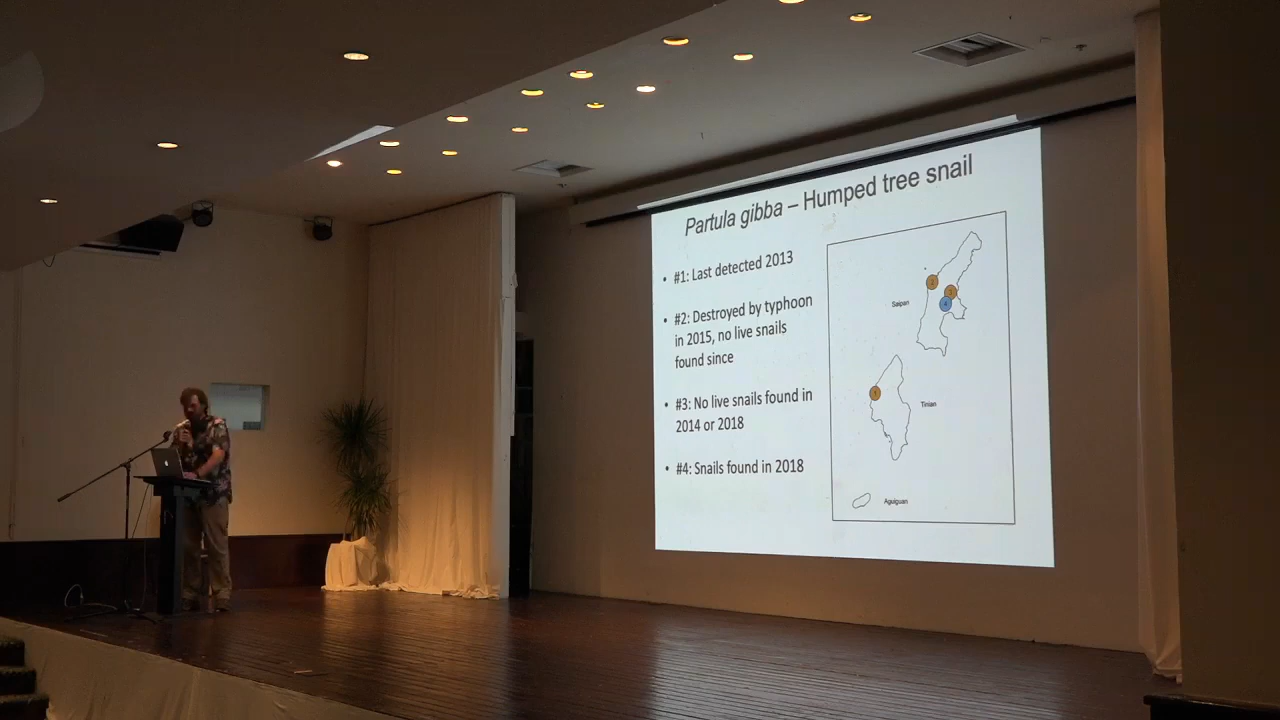 Partula gibba – Humped tree snail
• #1: Last detected 2013
• #2: Destroyed by typhoon
in 2015, no live snails
found since
• #3: No live snails found in
2014 or 2018
• #4: Snails found in 2018
Saipan
4
Tinian
Aguiguan